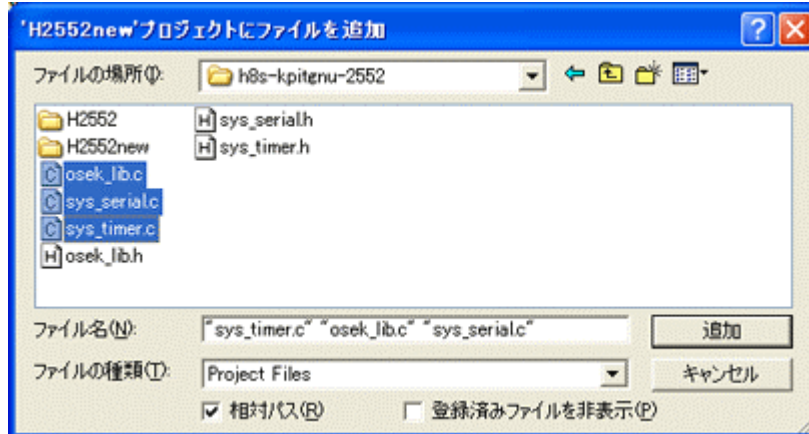 'H2552new'プロジェクトにファイルを追加
ファイルの場所(I):
h8s-kpitgnu-2552
H2552
H2552new
osek_lib.c
sys_serial.c
sys_timer.c
osek_lib.h
sys_serial.h
sys_timer.h
ファイル名(N):
"sys_timer.c" "osek_lib.c" "sys_serial.c"
追加
ファイルの種類(T):
Project Files
キャンセル
相対パス(R)
登録済みファイルを非表示(P)